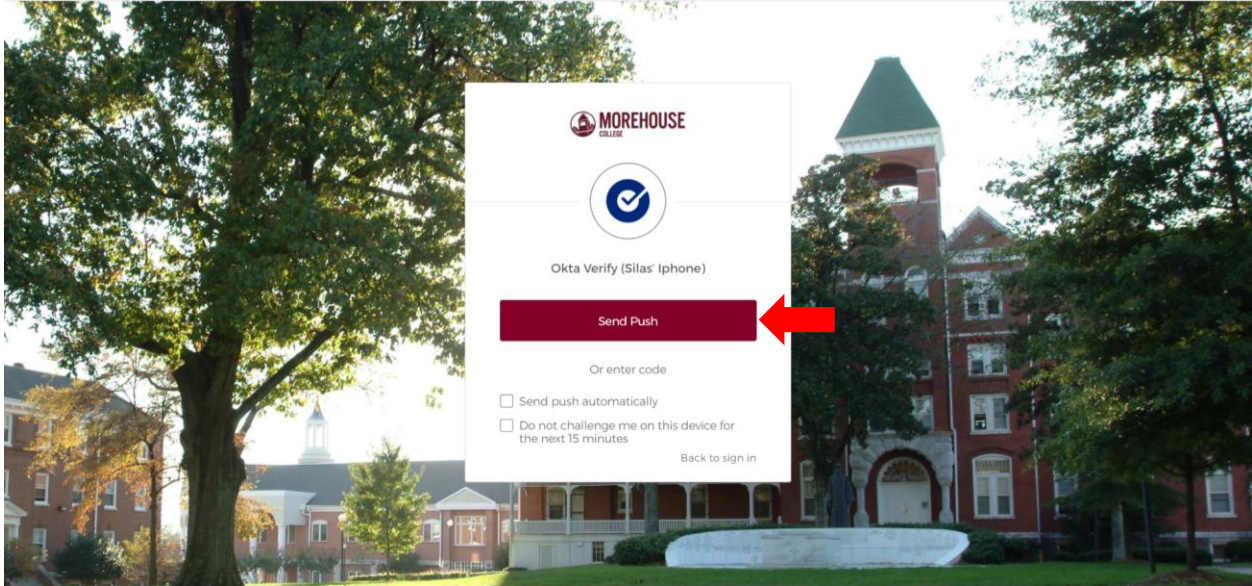 MOREHOUSE
COLLEGE
Okta Verify (Silas' Iphone)
Send Push
Or enter code
Send push automatically
Do not challenge me on this device for
the next 15 minutes
Back to sign in